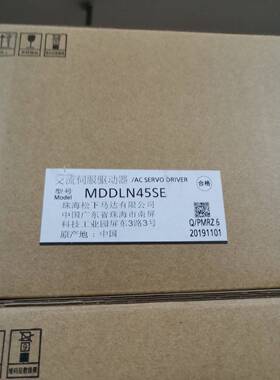 交流伺服驱动器 /AC SERVO DRIVER
型号 Model MDDLN45SE
合格
珠海松下马达有限公司
中国广东省珠海市南屏
科技工业园屏东3路3号
原产地：中国
Q/PMRZ 6
20191101